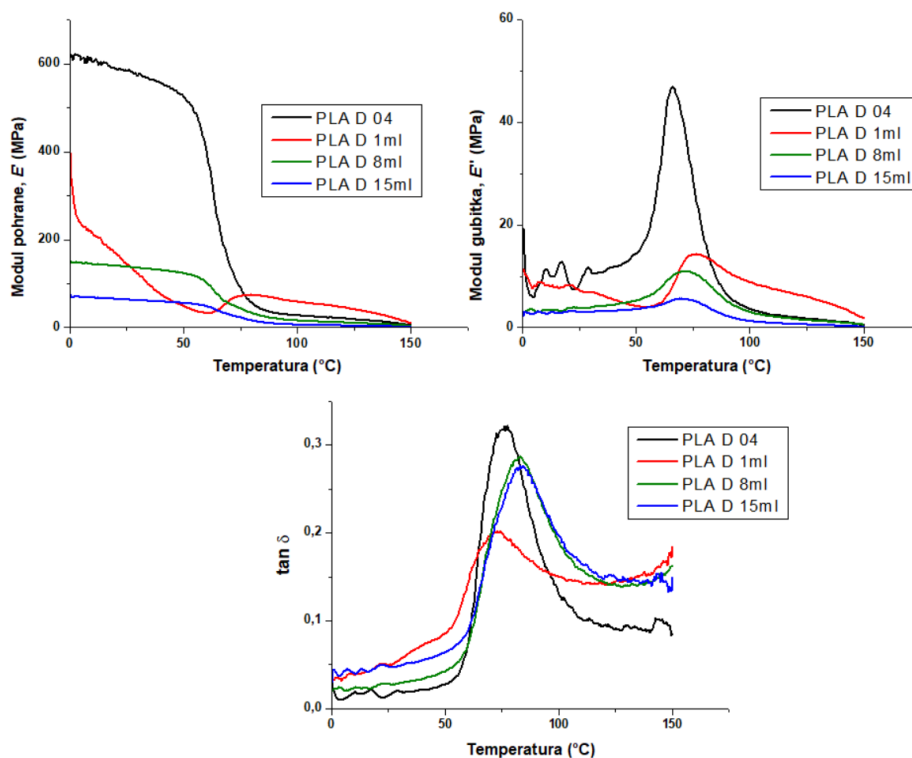 Modul pohrane, E' (MPa)
600
400
200
0
0
50
100
150
Temperatura (°C)
PLA D 04
PLA D 1ml
PLA D 8ml
PLA D 15ml
Modul gubitka, E" (MPa)
60
40
20
0
0
50
100
150
Temperatura (°C)
PLA D 04
PLA D 1ml
PLA D 8ml
PLA D 15ml
tan δ
0,3
0,2
0,1
0,0
0
50
100
150
Temperatura (°C)
PLA D 04
PLA D 1ml
PLA D 8ml
PLA D 15ml